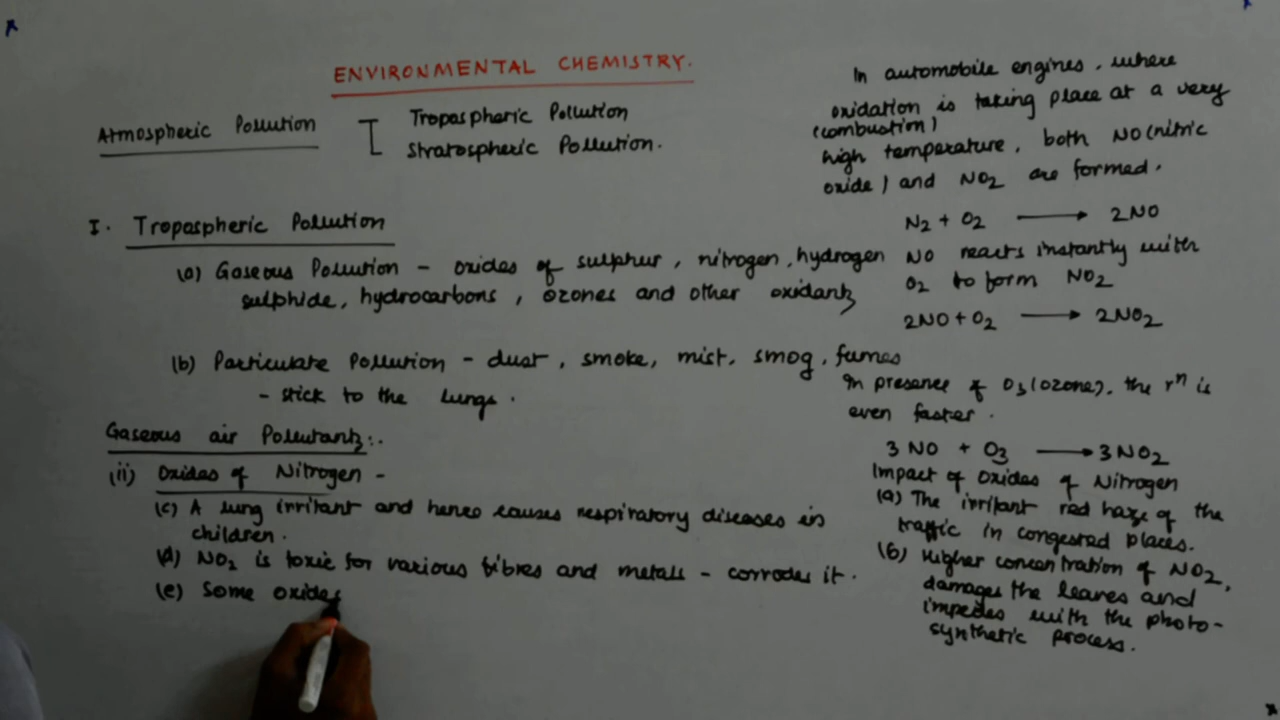 ENVIRONMENTAL CHEMISTRY.
Atmospheric Pollution
Tropospheric Pollution
Stratospheric Pollution.
I. Tropospheric Pollution
(a) Gaseous Pollution - oxides of sulphur, nitrogen, hydrogen
sulphide, hydrocarbons, ozones and other oxidants
(b) Particulate Pollution - dust, smoke, mist, smog, fumes
- stick to the lungs.
Gaseous air Pollutants:.
(ii) Oxides of Nitrogen -
(c) A lung irritant and hence causes respiratory diseases in
children.
(d) NO2 is toxic for various fibres and metals - corrodes it.
(e) Some oxides
In automobile engines, where
oxidation is taking place at a very
(combustion)
high temperature, both NO (nitric
oxide) and NO2 are formed.
N2 + O2 → 2NO
NO reacts instantly with
O2 to form NO2
2NO + O2 → 2NO2
In presence of O3 (ozone), the rⁿ is
even faster.
3 NO + O3 → 3 NO2
Impact of Oxides of Nitrogen
(a) The irritant red haze of the
traffic in congested places.
(b) Higher concentration of NO2,
damages the leaves and
impedes with the photo-
synthetic process.